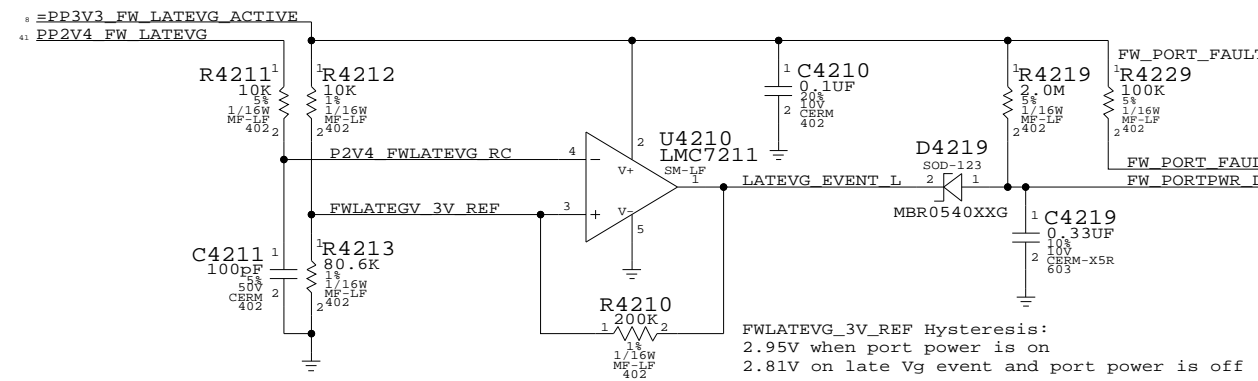 8 =PP3V3_FW_LATEVG_ACTIVE
41 PP2V4_FW_LATEVG
FW_PORT_FAULT
1
R4211
10K
5%
1/16W
MF-LF
402
2
1
R4212
10K
1%
1/16W
MF-LF
402
2
1
C4210
0.1UF
20%
10V
CERM
402
2
1
R4219
2.0M
5%
1/16W
MF-LF
402
2
1
R4229
100K
5%
1/16W
MF-LF
402
2
P2V4_FWLATEVG_RC
4
2
V+
U4210
LMC7211
SM-LF
1
LATEVG_EVENT_L
D4219
SOD-123
2
1
MBR0540XXG
FW_PORT_FAUL
FW_PORTPWR_D
FWLATEGV_3V_REF
3
V-
5
C4211
100pF
5%
50V
CERM
402
1
2
1
R4213
80.6K
1%
1/16W
MF-LF
402
2
1
C4219
0.33UF
10%
10V
CERM-X5R
603
2
R4210
200K
1
2
1%
1/16W
MF-LF
402
FWLATEVG_3V_REF Hysteresis:
2.95V when port power is on
2.81V on late Vg event and port power is off